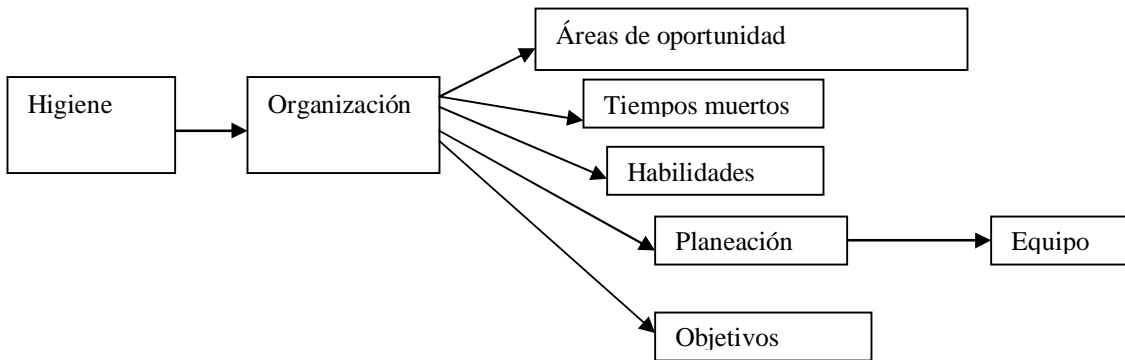 Higiene
Organización
Áreas de oportunidad
Tiempos muertos
Habilidades
Planeación
Equipo
Objetivos